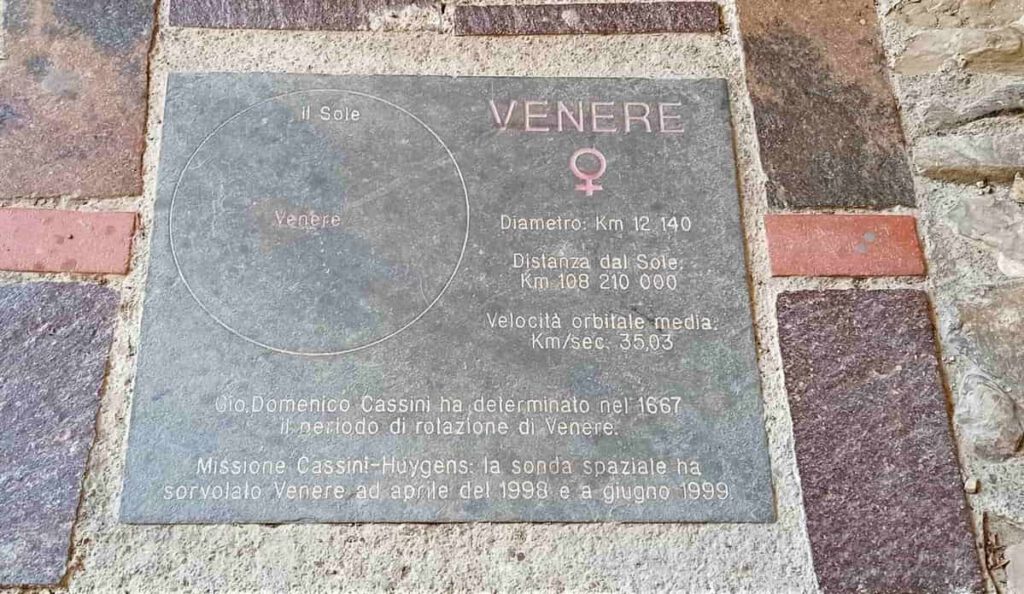 il Sole
Venere
VENERE
Diametro: Km 12 140
Distanza dal Sole:
Km 108 210 000
Velocità orbitale media:
Km/sec. 35,03
Gio.Domenico Cassini ha determinato nel 1667
il periodo di rotazione di Venere.
Missione Cassini-Huygens: la sonda spaziale ha
sorvolato Venere ad aprile del 1998 e a giugno 1999.